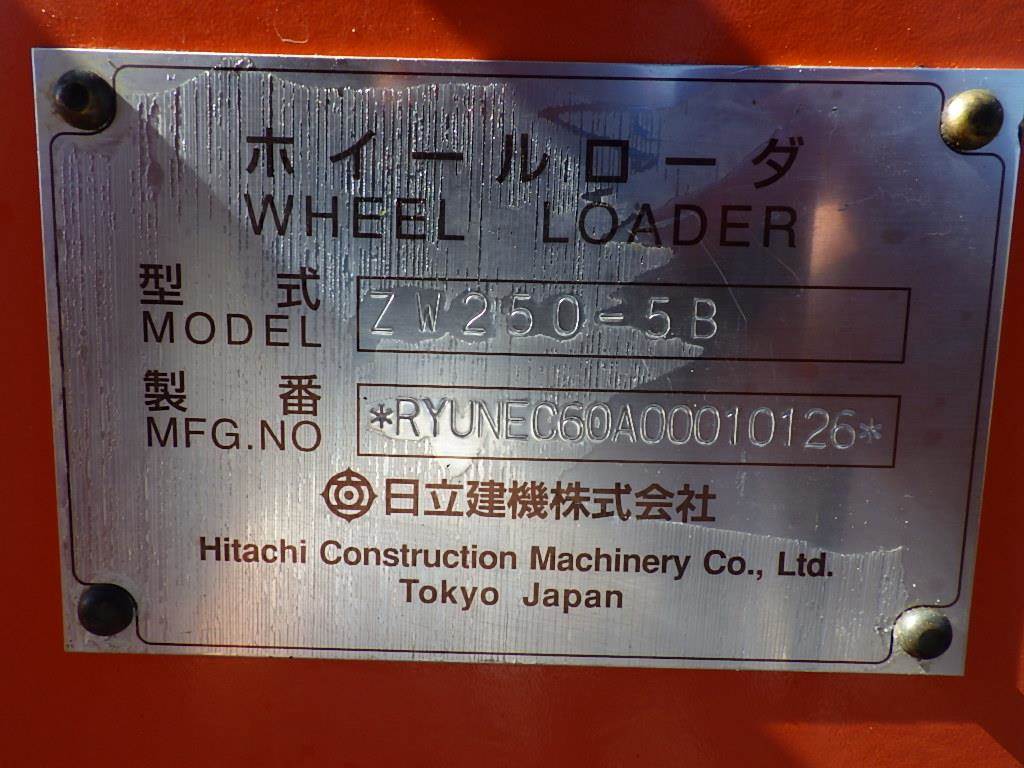 ホイールローダ
WHEEL LOADER
型式
MODEL
ZW250-5B
製番
MFG.NO
*RYUNEC60A00010126*
日立建機株式会社
Hitachi Construction Machinery Co., Ltd.
Tokyo Japan